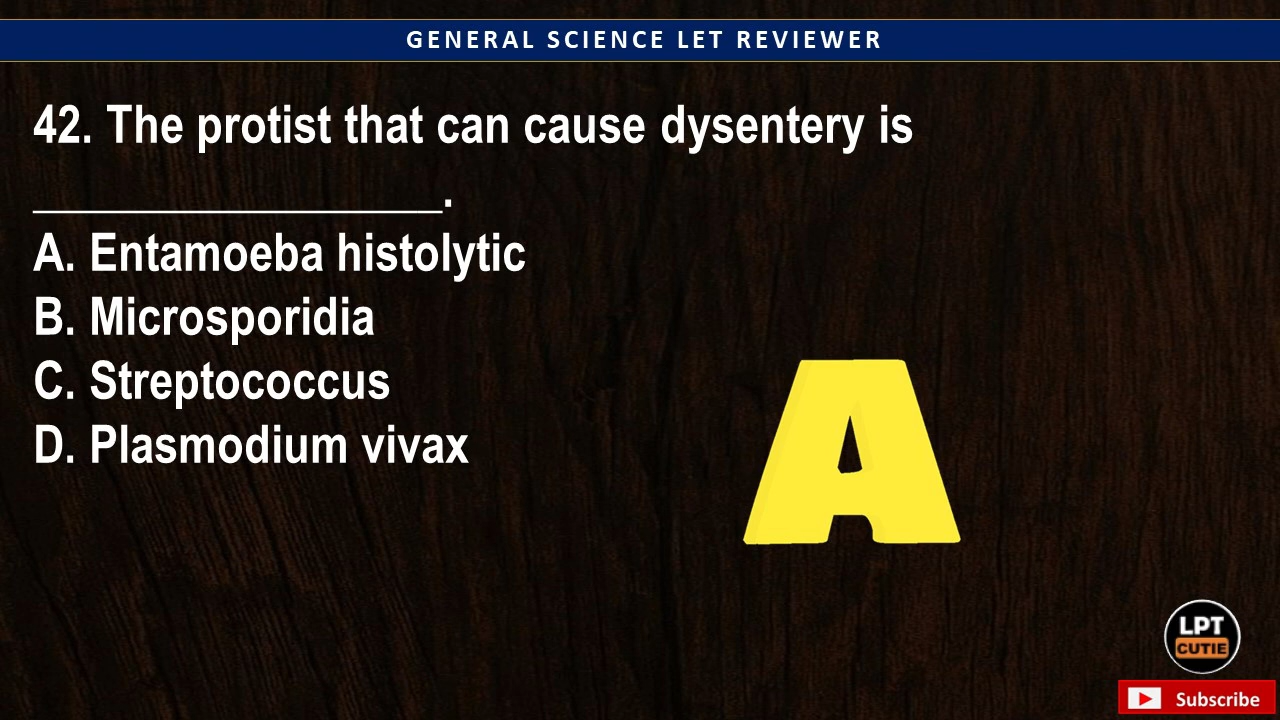 GENERAL SCIENCE LET REVIEWER
42. The protist that can cause dysentery is
_________________.
A. Entamoeba histolytic
B. Microsporidia
C. Streptococcus
D. Plasmodium vivax
A
LPT
CUTIE
Subscribe